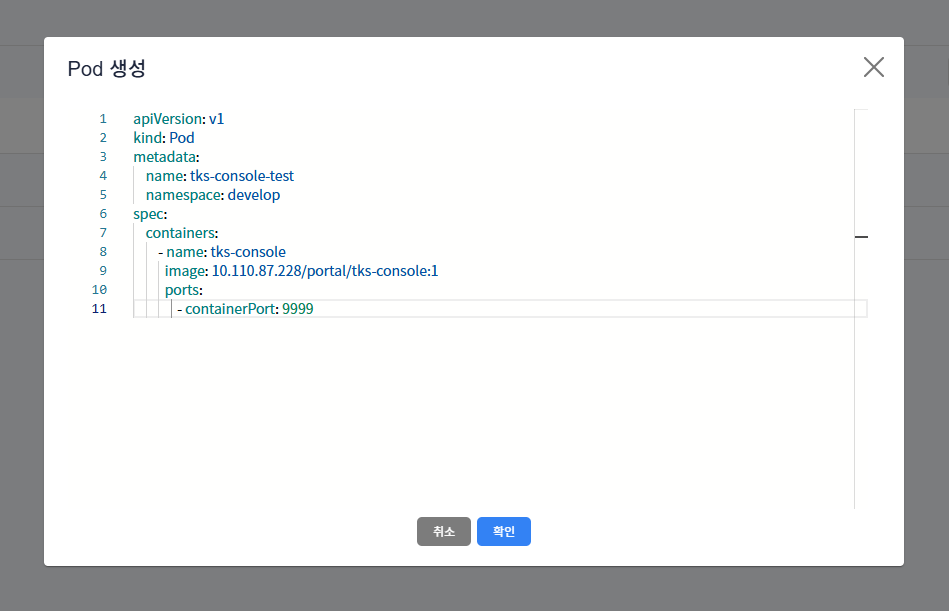 Pod 생성
1 apiVersion: v1
2 kind: Pod
3 metadata:
4   name: tks-console-test
5   namespace: develop
6 spec:
7   containers:
8     - name: tks-console
9       image: 10.110.87.228/portal/tks-console:1
10       ports:
11         - containerPort: 9999
취소 확인